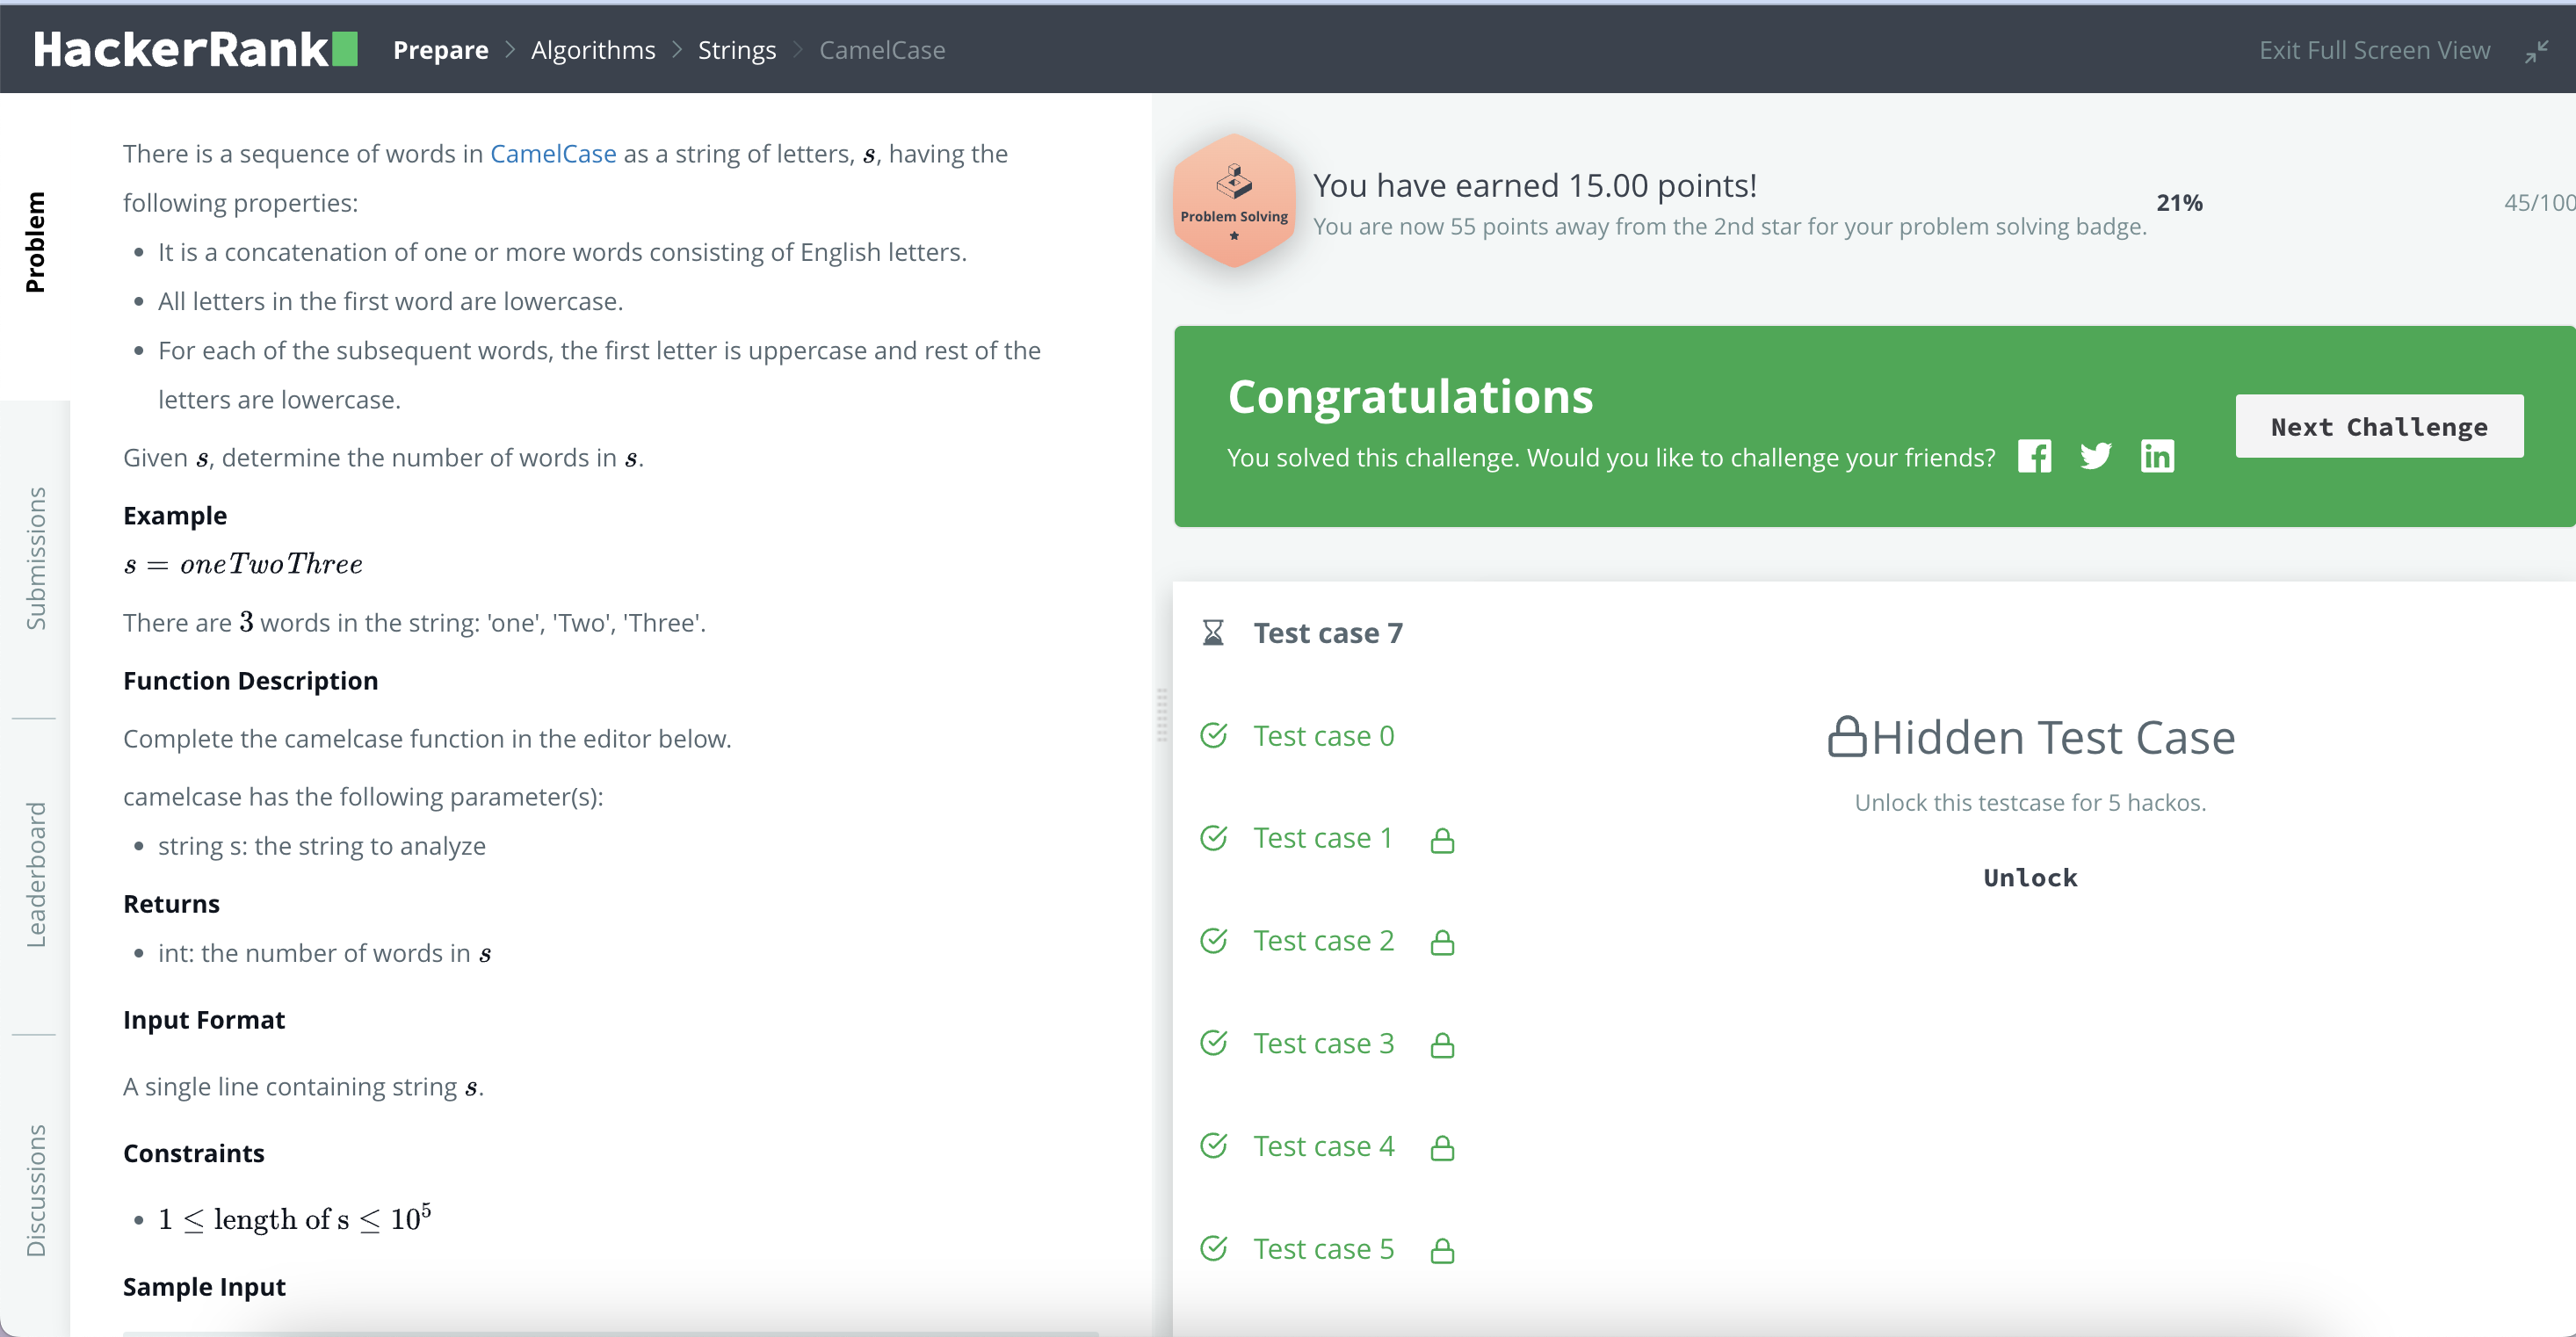 HackerRank
Prepare > Algorithms > Strings > CamelCase
Exit Full Screen View
Problem
Submissions
Leaderboard
Discussions
There is a sequence of words in CamelCase as a string of letters, s, having the
following properties:
• It is a concatenation of one or more words consisting of English letters.
• All letters in the first word are lowercase.
• For each of the subsequent words, the first letter is uppercase and rest of the
letters are lowercase.
Given s, determine the number of words in s.
Example
s = oneTwoThree
There are 3 words in the string: 'one', 'Two', 'Three'.
Function Description
Complete the camelcase function in the editor below.
camelcase has the following parameter(s):
• string s: the string to analyze
Returns
• int: the number of words in s
Input Format
A single line containing string s.
Constraints
• 1 ≤ length of s ≤ 10⁵
Sample Input
Problem Solving
You have earned 15.00 points!
You are now 55 points away from the 2nd star for your problem solving badge.
21%
45/100
Congratulations
You solved this challenge. Would you like to challenge your friends?
Next Challenge
Test case 7
Test case 0
Test case 1
Test case 2
Test case 3
Test case 4
Test case 5
Hidden Test Case
Unlock this testcase for 5 hackos.
Unlock